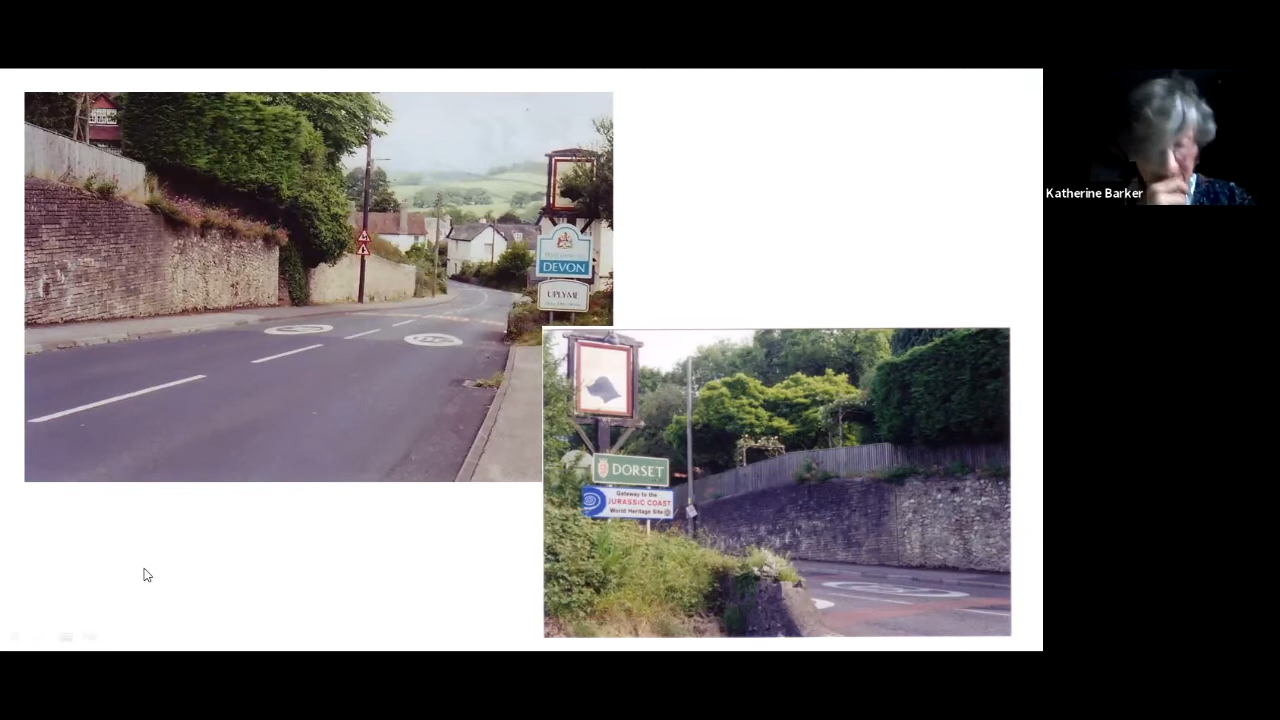 DEVON
UPLYME
DORSET
Gateway to the
JURASSIC COAST
World Heritage Site
Katherine Barker